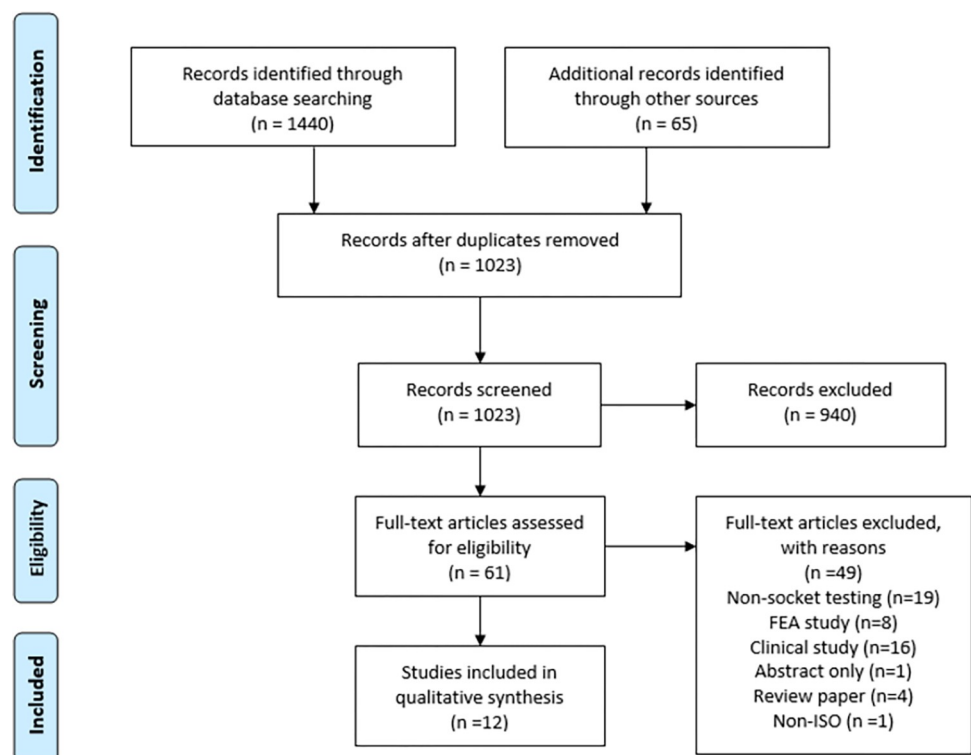 Identification
Records identified through
database searching
(n = 1440)
Additional records identified
through other sources
(n = 65)
Records after duplicates removed
(n = 1023)
Screening
Records screened
(n = 1023)
Records excluded
(n = 940)
Eligibility
Full-text articles assessed
for eligibility
(n = 61)
Full-text articles excluded,
with reasons
(n =49)
Non-socket testing (n=19)
FEA study (n=8)
Clinical study (n=16)
Abstract only (n=1)
Review paper (n=4)
Non-ISO (n =1)
Included
Studies included in
qualitative synthesis
(n =12)